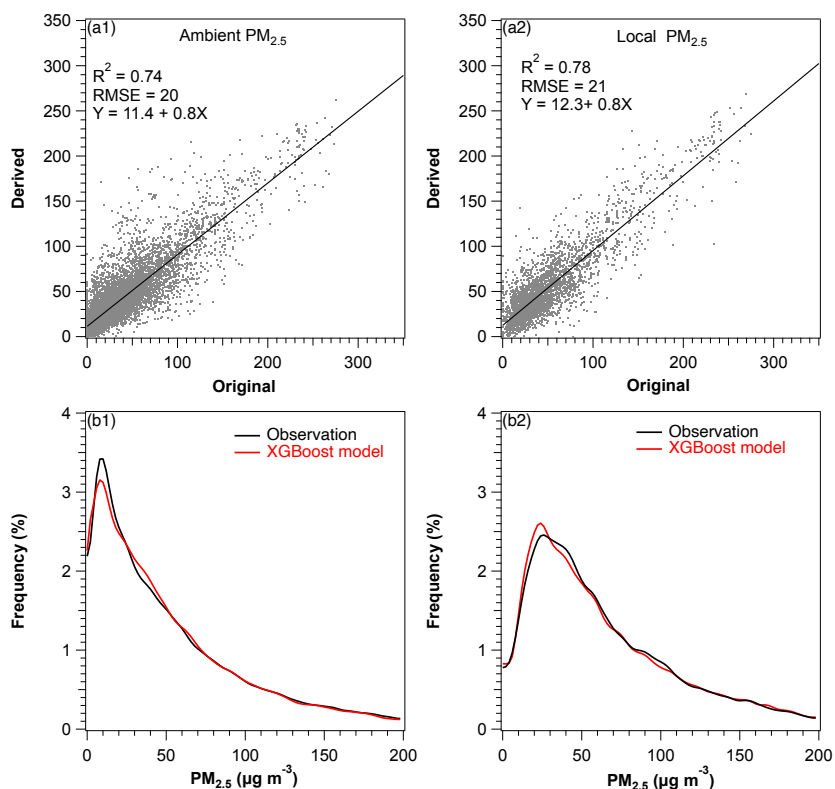 (a1)
Ambient PM2.5
R2 = 0.74
RMSE = 20
Y = 11.4 + 0.8X
350
300
250
200
150
100
50
0
Derived
0 100 200 300
Original
(a2)
Local PM2.5
R2 = 0.78
RMSE = 21
Y = 12.3+ 0.8X
350
300
250
200
150
100
50
0
Derived
0 100 200 300
Original
(b1)
Observation
XGBoost model
4
3
2
1
0
Frequency (%)
0 50 100 150 200
PM2.5 (µg m-3)
(b2)
Observation
XGBoost model
4
3
2
1
0
Frequency (%)
0 50 100 150 200
PM2.5 (µg m-3)